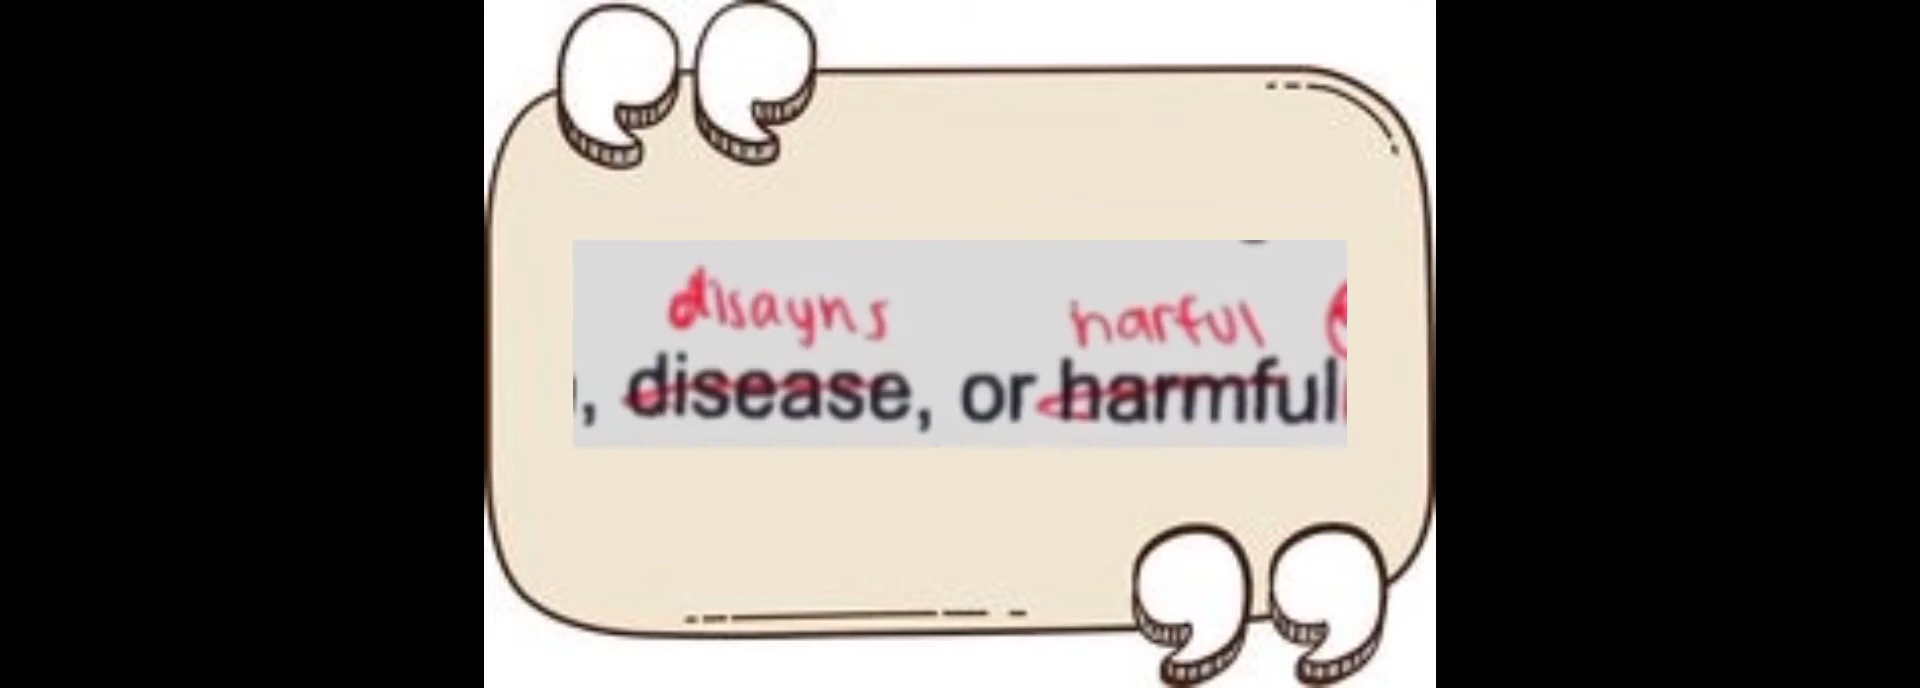 disayns harful
, disease, or harmful